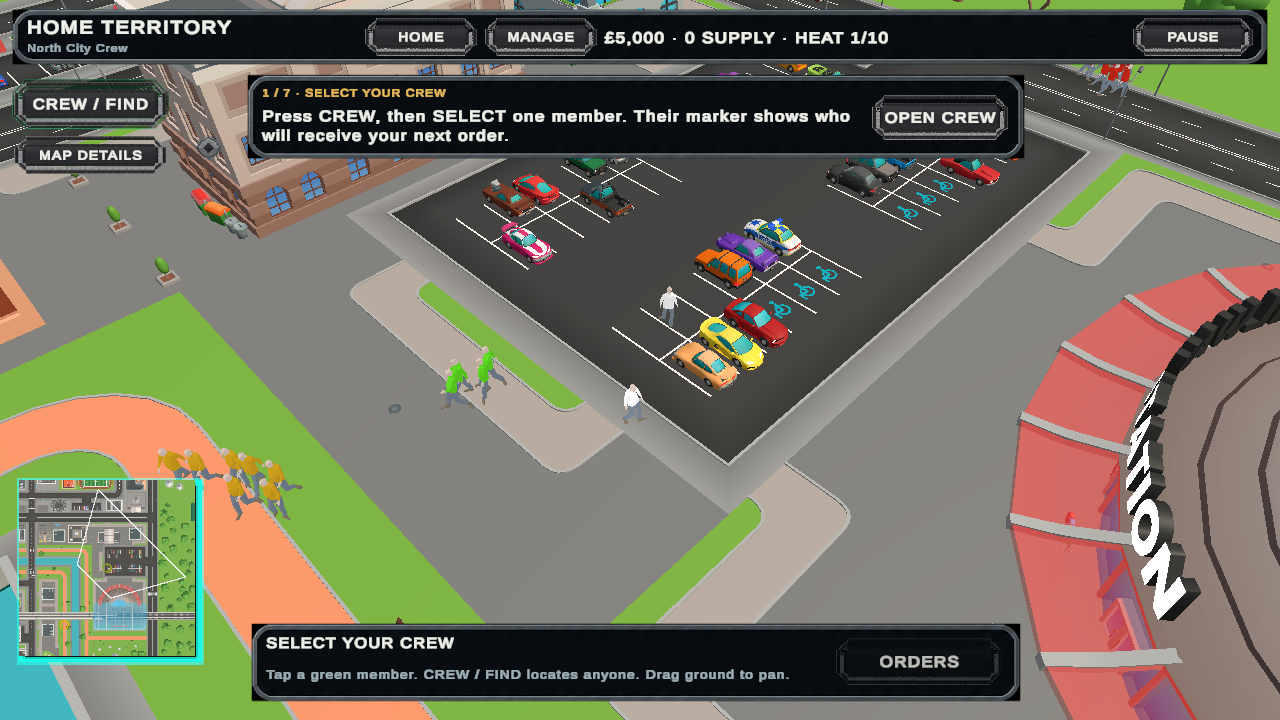 HOME TERRITORY
North City Crew
HOME
MANAGE
£5,000 · 0 SUPPLY · HEAT 1/10
PAUSE
CREW / FIND
MAP DETAILS
1 / 7 · SELECT YOUR CREW
Press CREW, then SELECT one member. Their marker shows who
will receive your next order.
OPEN CREW
ATION
SELECT YOUR CREW
Tap a green member. CREW / FIND locates anyone. Drag ground to pan.
ORDERS